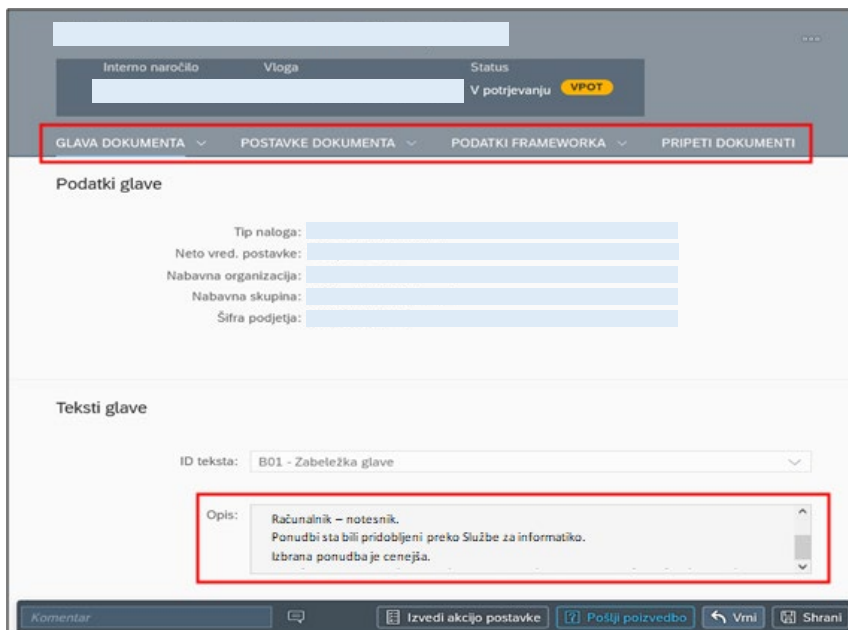 Interno naročilo Vloga Status
V potrjevanju VPOT
GLAVA DOKUMENTA POSTAVKE DOKUMENTA PODATKI FRAMEWORKA PRIPETI DOKUMENTI
Podatki glave
Tip naloga:
Neto vred. postavke:
Nabavna organizacija:
Nabavna skupina:
Šifra podjetja:
Teksti glave
ID teksta: B01 - Zabeležka glave
Opis: Računalnik – notesnik.
Ponudbi sta bili pridobljeni preko Službe za informatiko.
Izbrana ponudba je cenejša.
Komentar Izvedi akcijo postavke Pošlji poizvedbo Vrni Shrani